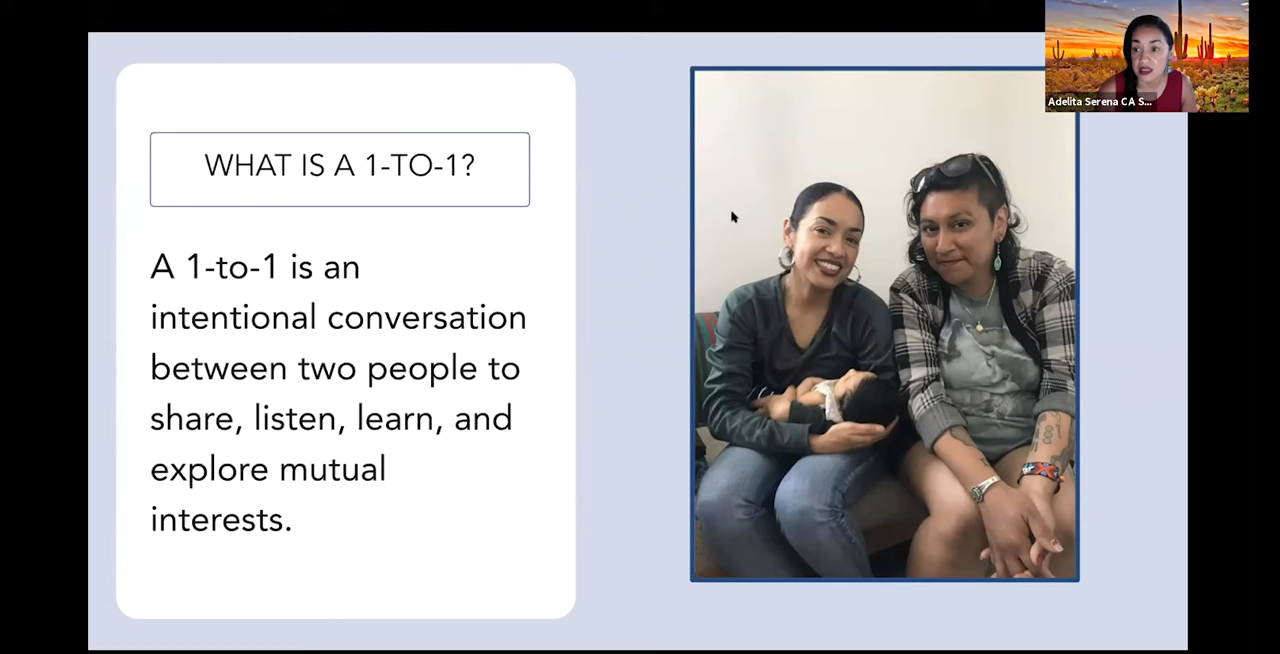 WHAT IS A 1-TO-1?
A 1-to-1 is an
intentional conversation
between two people to
share, listen, learn, and
explore mutual
interests.
Adelita Serena CA S...